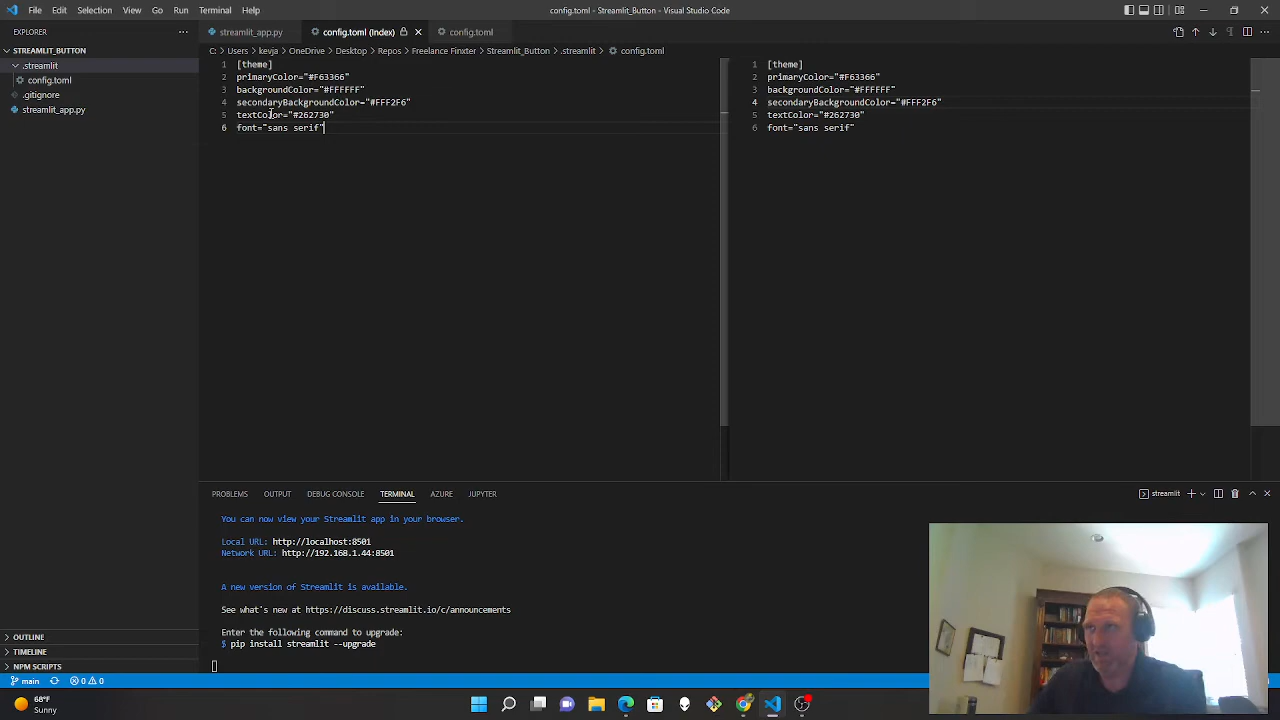 File Edit Selection View Go Run Terminal Help
config.toml - Streamlit_Button - Visual Studio Code
EXPLORER
streamlit_app.py config.toml (Index) config.toml
STREAMLIT_BUTTON
C: > Users > kevja > OneDrive > Desktop > Repos > Freelance Finxter > Streamlit_Button > .streamlit > config.toml
.streamlit
config.toml
.gitignore
streamlit_app.py
1 [theme]
2 primaryColor="#F63366"
3 backgroundColor="#FFFFFF"
4 secondaryBackgroundColor="#FFF2F6"
5 textColor="#262730"
6 font="sans serif"
1 [theme]
2 primaryColor="#F63366"
3 backgroundColor="#FFFFFF"
4 secondaryBackgroundColor="#FFF2F6"
5 textColor="#262730"
6 font="sans serif"
PROBLEMS OUTPUT DEBUG CONSOLE TERMINAL AZURE JUPYTER
streamlit
You can now view your Streamlit app in your browser.
Local URL: http://localhost:8501
Network URL: http://192.168.1.44:8501
A new version of Streamlit is available.
See what's new at https://discuss.streamlit.io/c/announcements
Enter the following command to upgrade:
$ pip install streamlit --upgrade
OUTLINE
TIMELINE
NPM SCRIPTS
main 0 0
68°F
Sunny